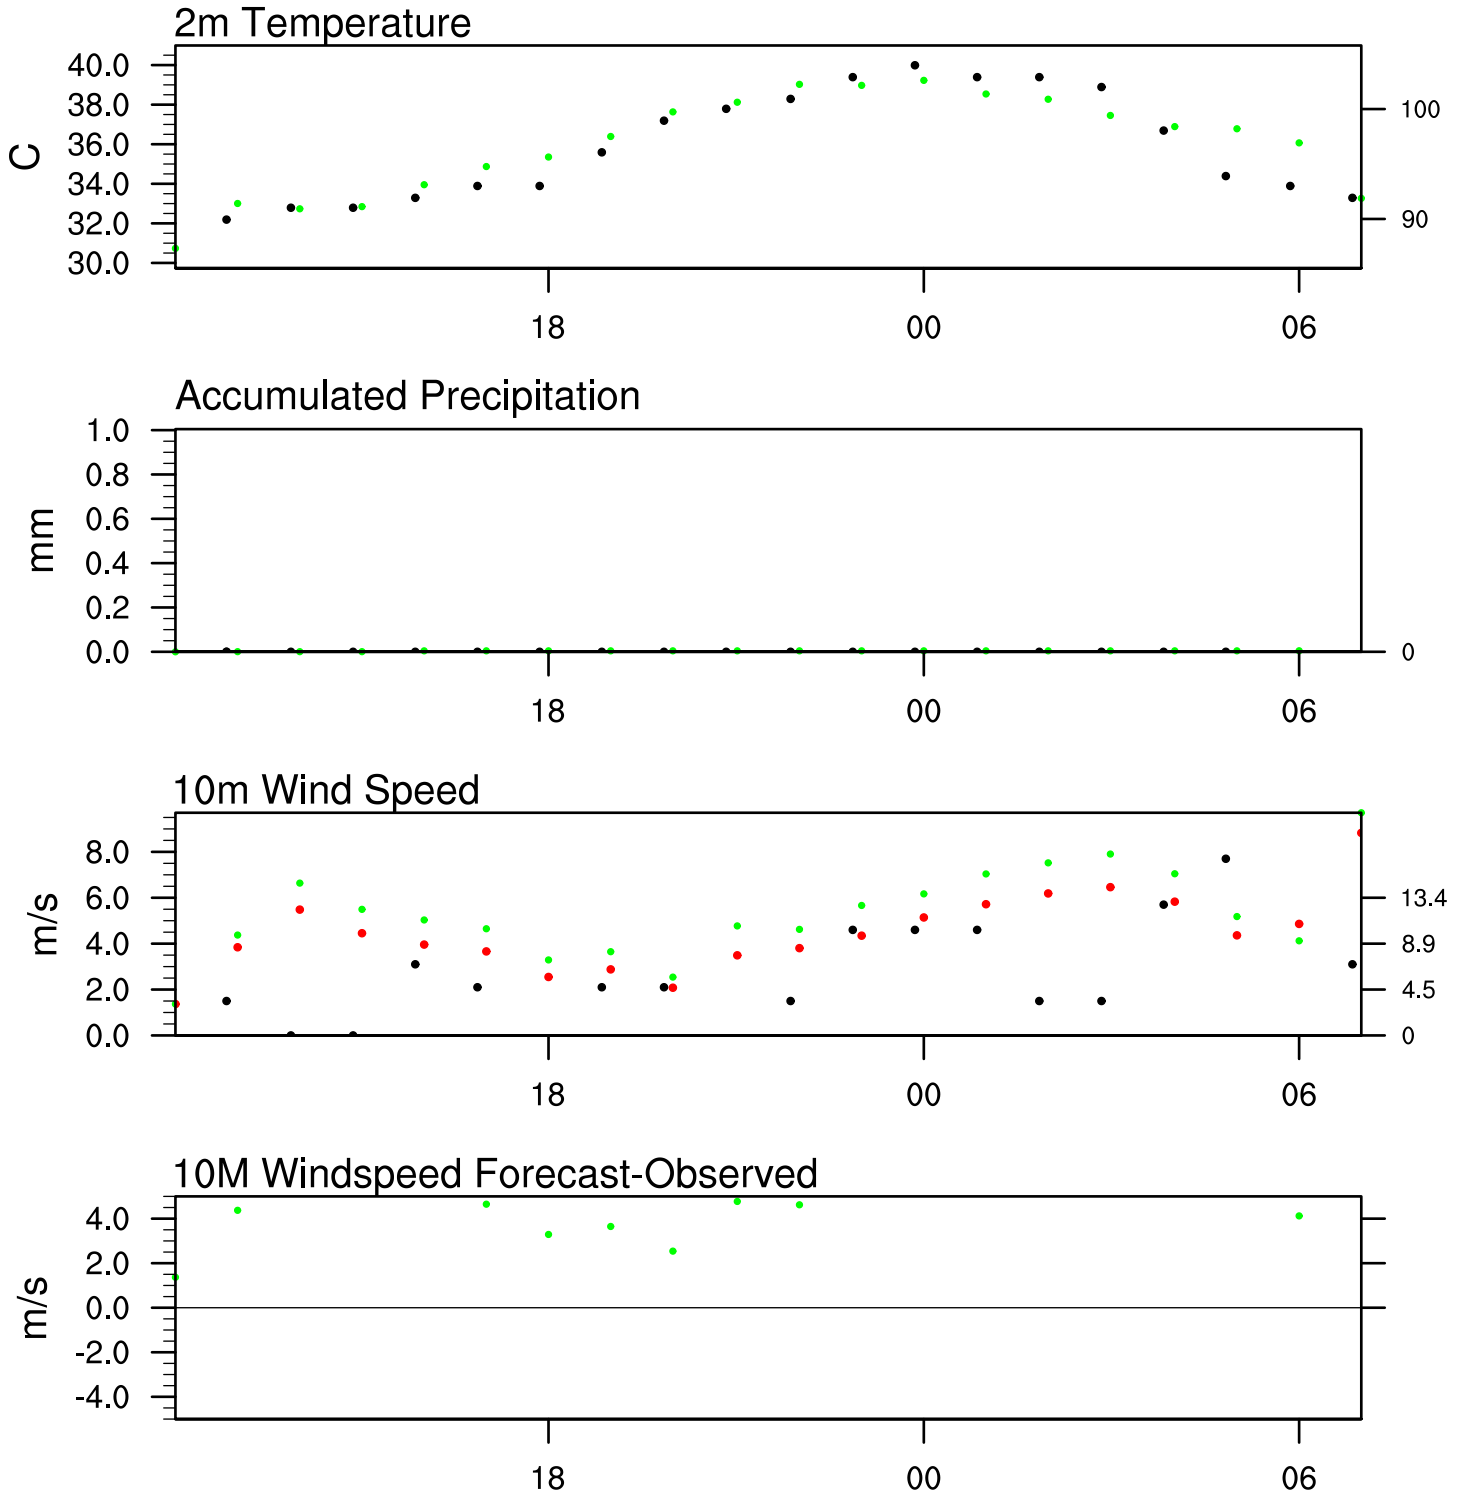 2m Temperature
40.0
38.0
36.0
34.0
32.0
30.0
C
100
90
18 00 06
Accumulated Precipitation
1.0
0.8
0.6
0.4
0.2
0.0
mm
0
18 00 06
10m Wind Speed
8.0
6.0
4.0
2.0
0.0
m/s
13.4
8.9
4.5
0
18 00 06
10M Windspeed Forecast-Observed
4.0
2.0
0.0
-2.0
-4.0
m/s
18 00 06